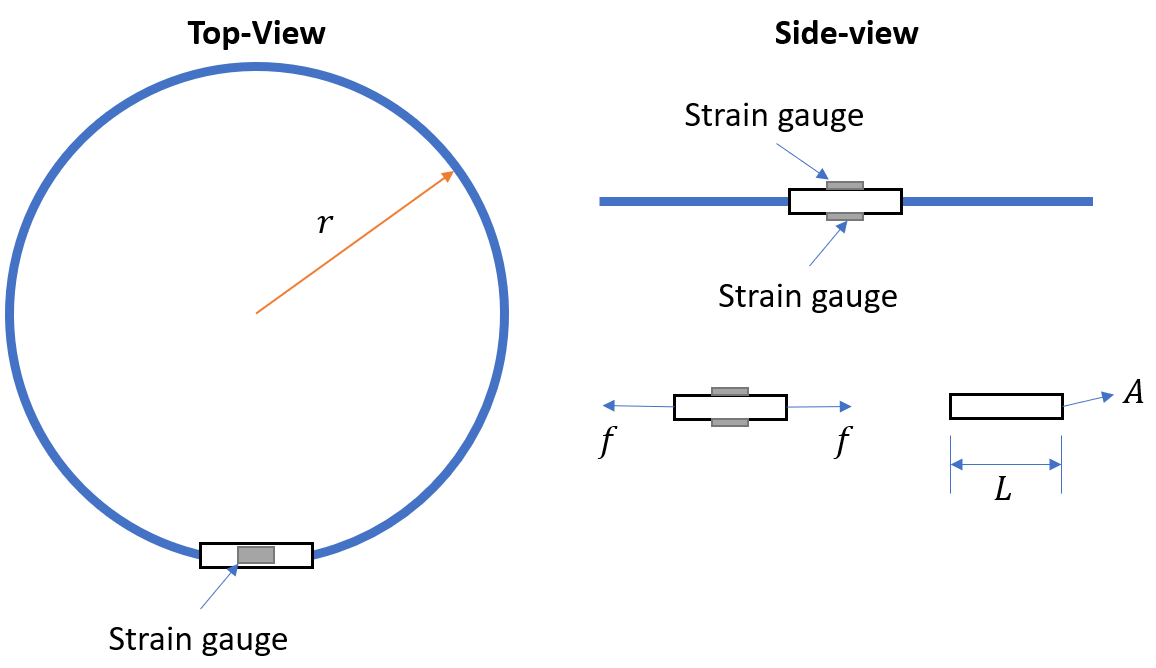 Top-View
Side-view
Strain gauge
r
Strain gauge
f
f
A
L
Strain gauge